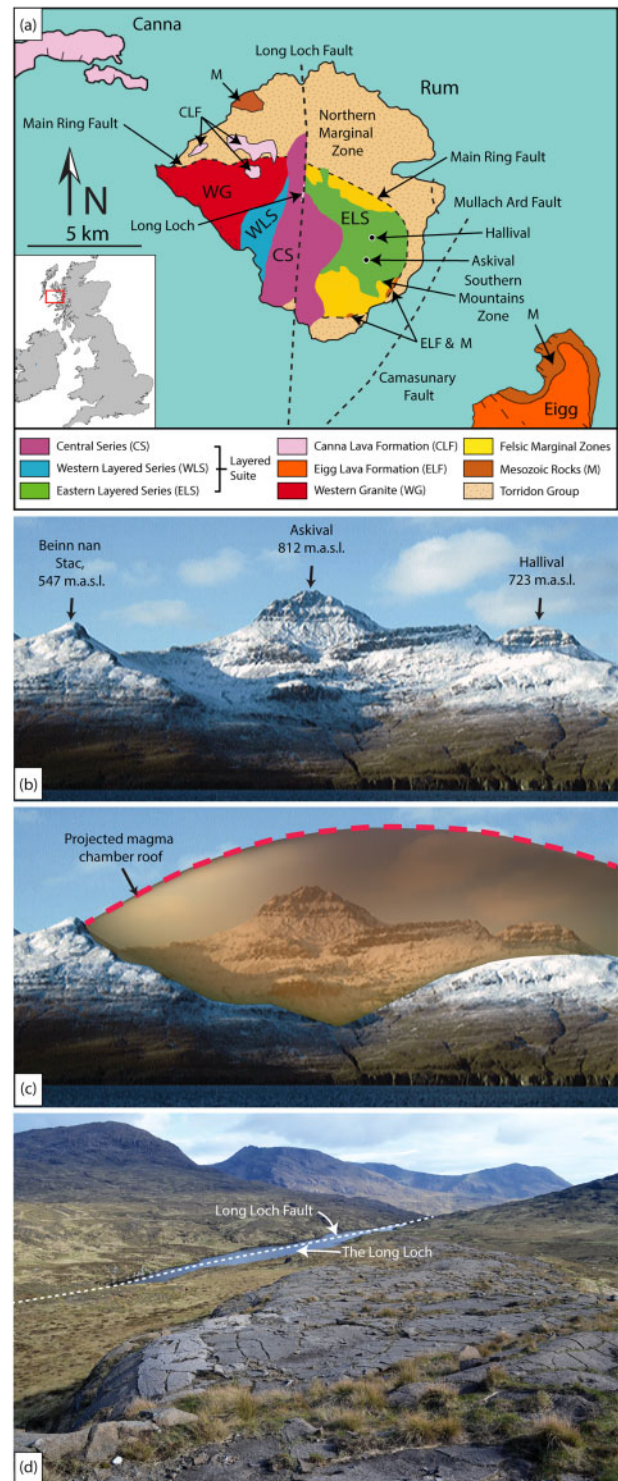 (a)
Canna
Long Loch Fault
M
Rum
CLF
Northern
Marginal
Zone
Main Ring Fault
Main Ring Fault
WG
Mullach Ard Fault
N
Long Loch
WLS
ELS
Hallival
5 km
CS
Askival
Southern
Mountains
Zone
M
ELF & M
Camasunary
Fault
Eigg
Central Series (CS)
Western Layered Series (WLS)
Eastern Layered Series (ELS)
Layered
Suite
Canna Lava Formation (CLF)
Eigg Lava Formation (ELF)
Western Granite (WG)
Felsic Marginal Zones
Mesozoic Rocks (M)
Torridon Group
Beinn nan
Stac,
547 m.a.s.l.
Askival
812 m.a.s.l.
Hallival
723 m.a.s.l.
(b)
Projected magma
chamber roof
(c)
Long Loch Fault
The Long Loch
(d)